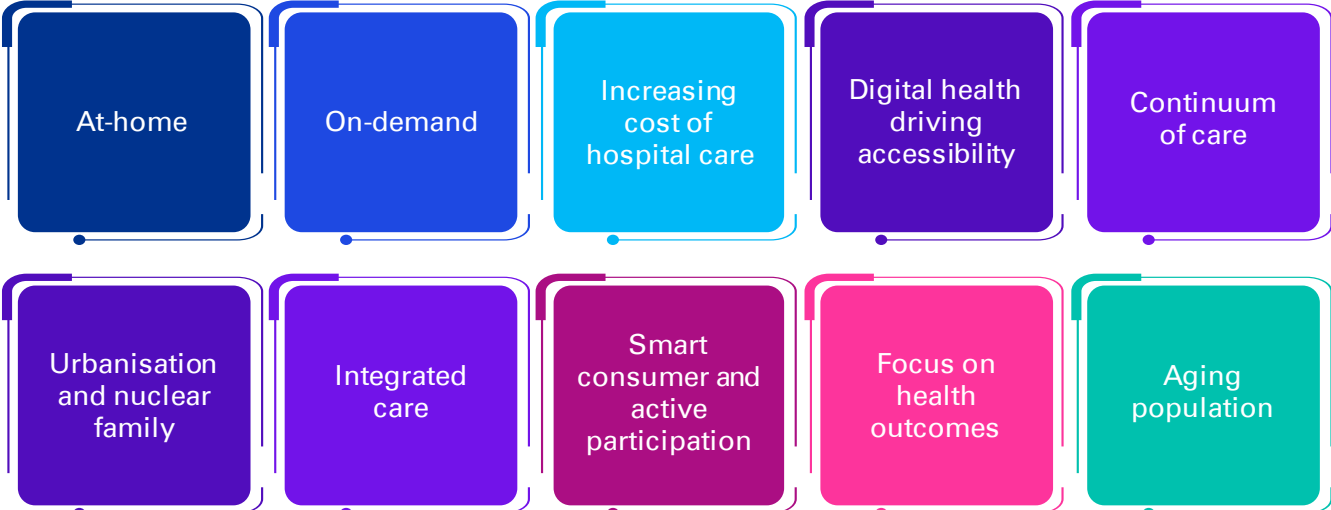 At-home
On-demand
Increasing
cost of
hospital care
Digital health
driving
accessibility
Continuum
of care
Urbanisation
and nuclear
family
Integrated
care
Smart
consumer and
active
participation
Focus on
health
outcomes
Aging
population